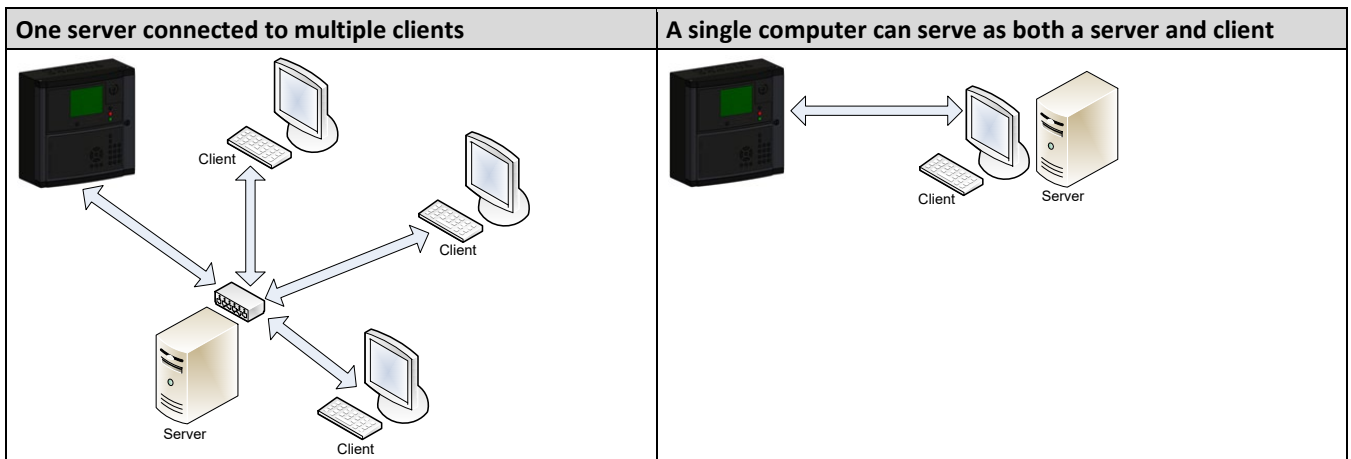 One server connected to multiple clients
A single computer can serve as both a server and client
Client
Client
Server
Client
Client
Server